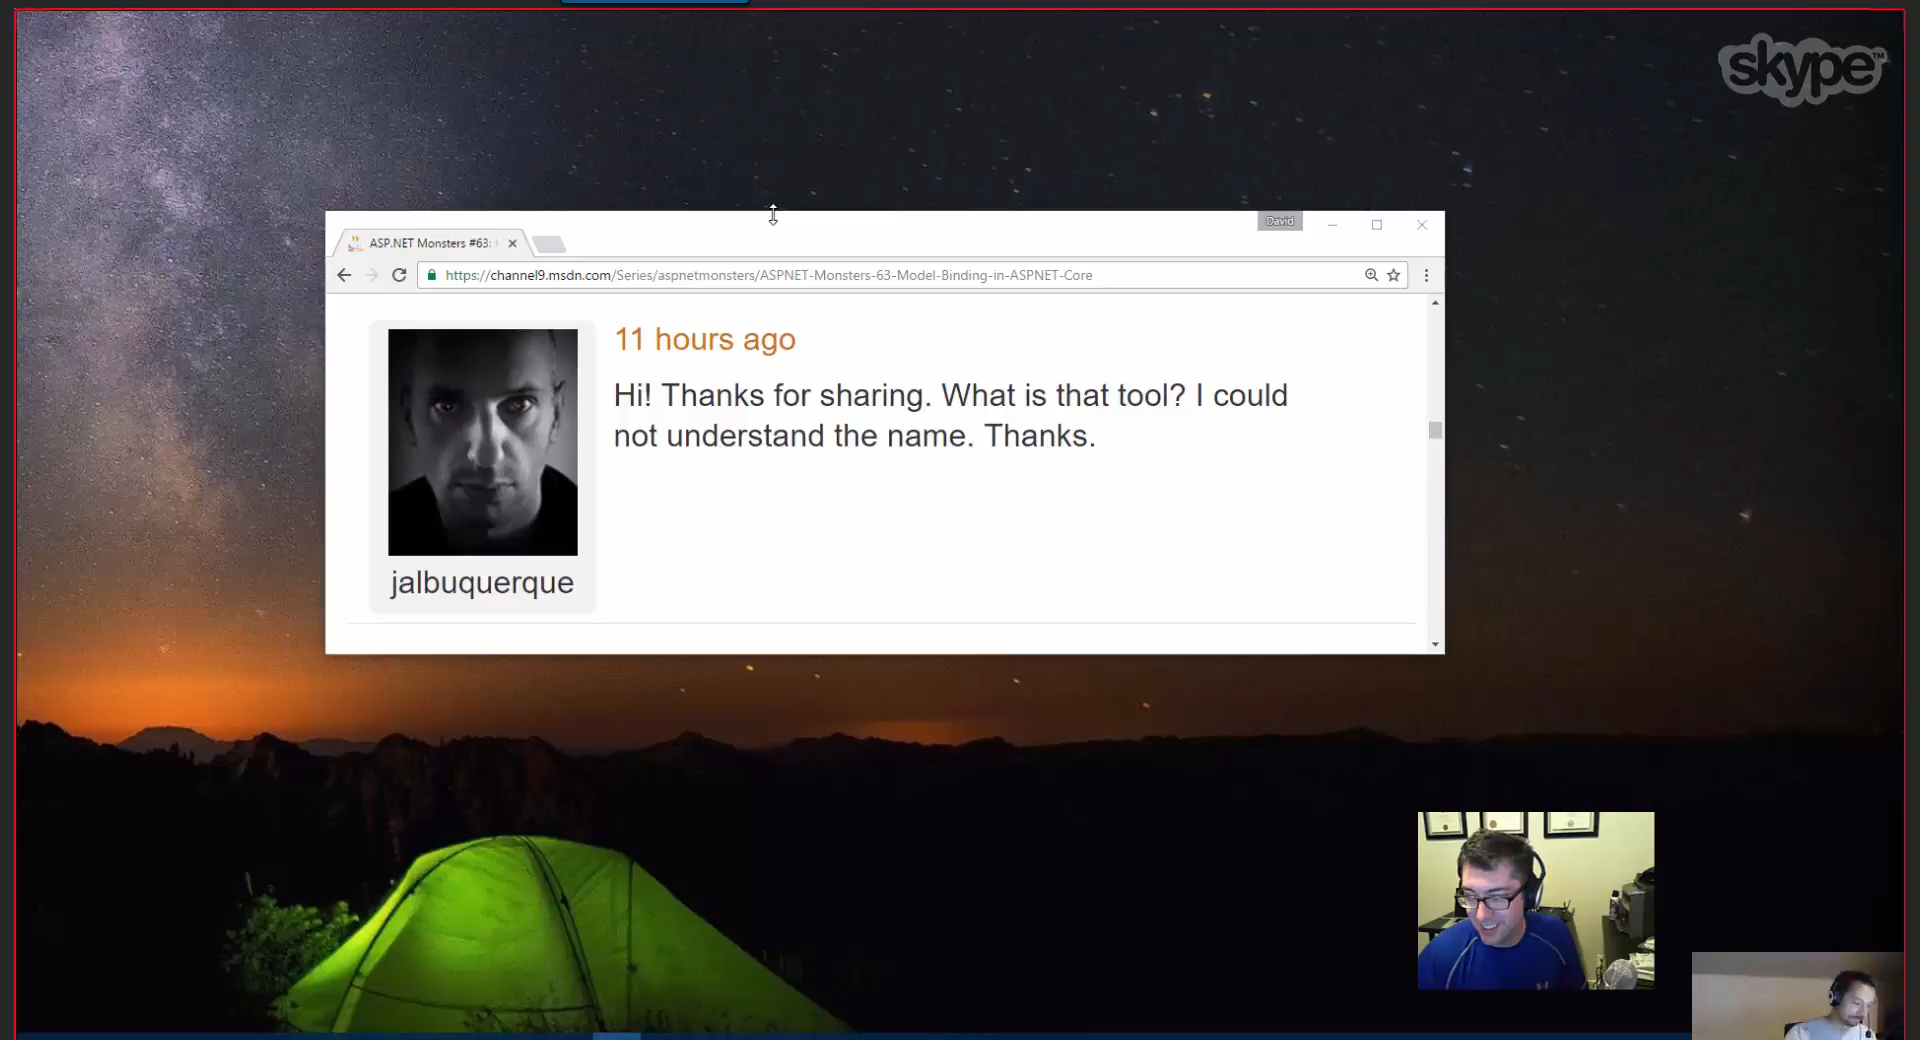 skype™
David
ASP.NET Monsters #63:
https://channel9.msdn.com/Series/aspnetmonsters/ASPNET-Monsters-63-Model-Binding-in-ASPNET-Core
11 hours ago
Hi! Thanks for sharing. What is that tool? I could
not understand the name. Thanks.
jalbuquerque